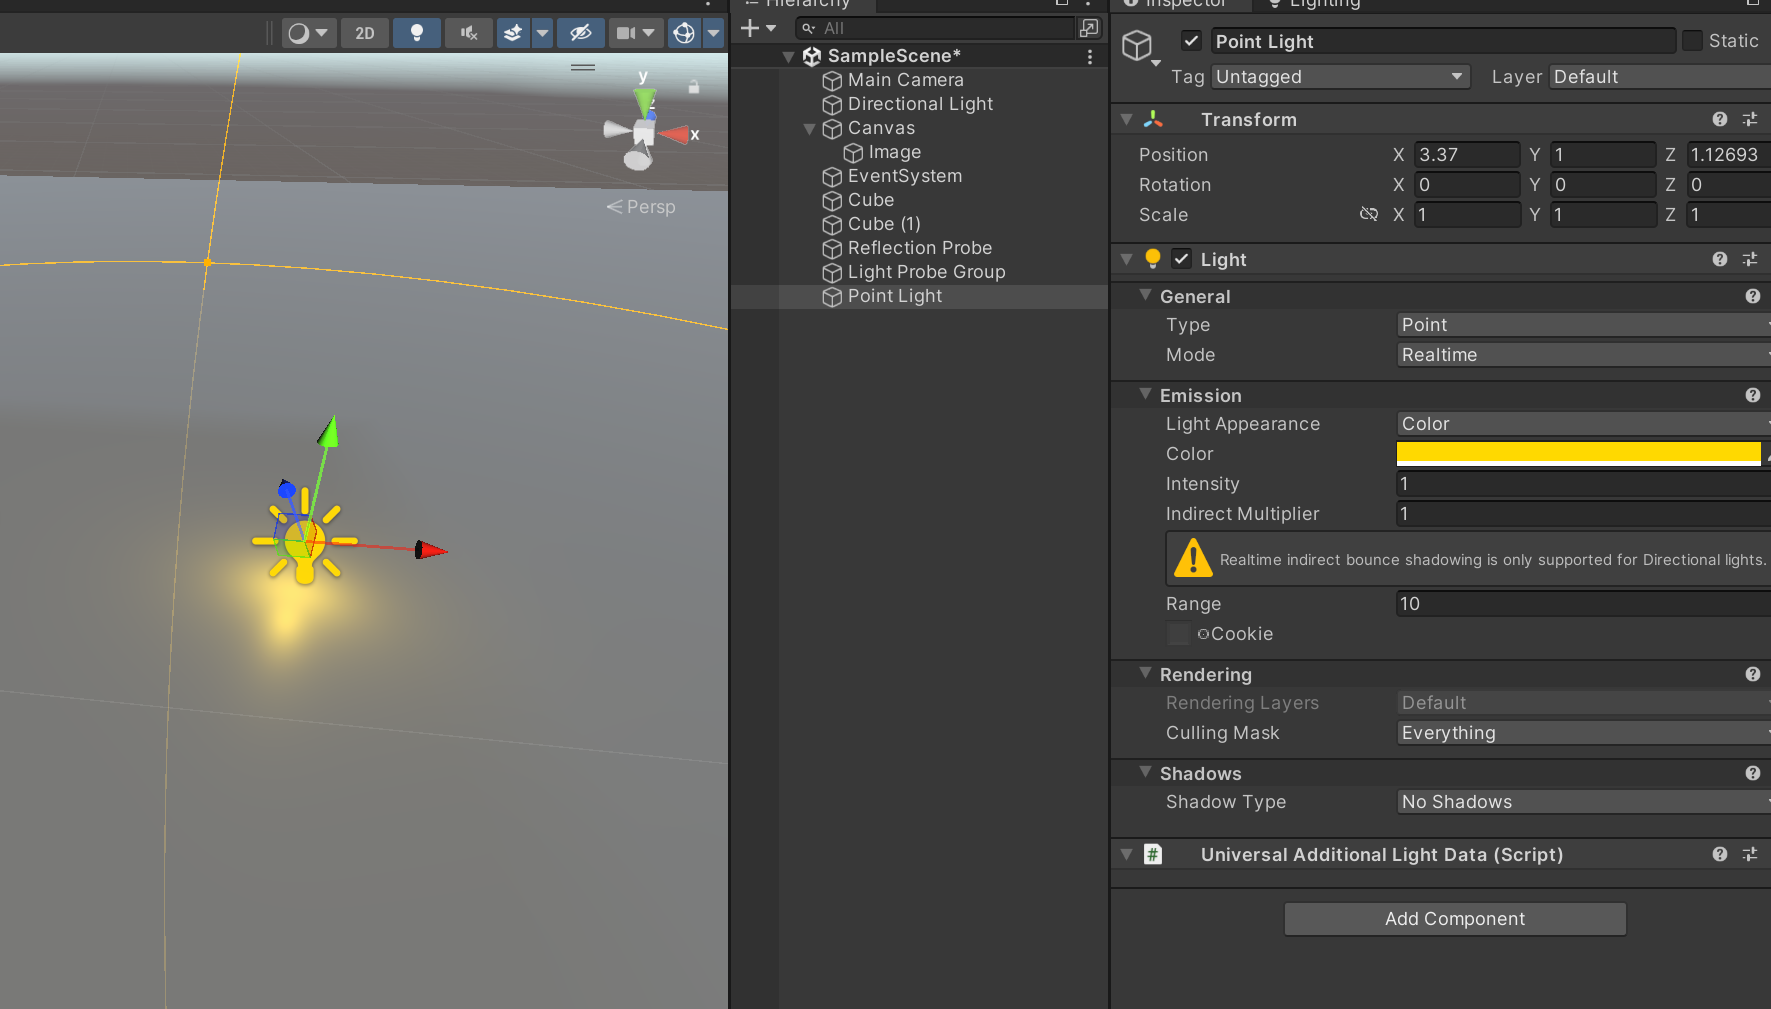 Hierarchy
Inspector
Lighting
2D
All
y
z
x
Persp
SampleScene*
Main Camera
Directional Light
Canvas
Image
EventSystem
Cube
Cube (1)
Reflection Probe
Light Probe Group
Point Light
Point Light
Static
Tag Untagged Layer Default
Transform
Position X 3.37 Y 1 Z 1.12693
Rotation X 0 Y 0 Z 0
Scale X 1 Y 1 Z 1
Light
General
Type Point
Mode Realtime
Emission
Light Appearance Color
Color
Intensity 1
Indirect Multiplier 1
Realtime indirect bounce shadowing is only supported for Directional lights.
Range 10
Cookie
Rendering
Rendering Layers Default
Culling Mask Everything
Shadows
Shadow Type No Shadows
# Universal Additional Light Data (Script)
Add Component